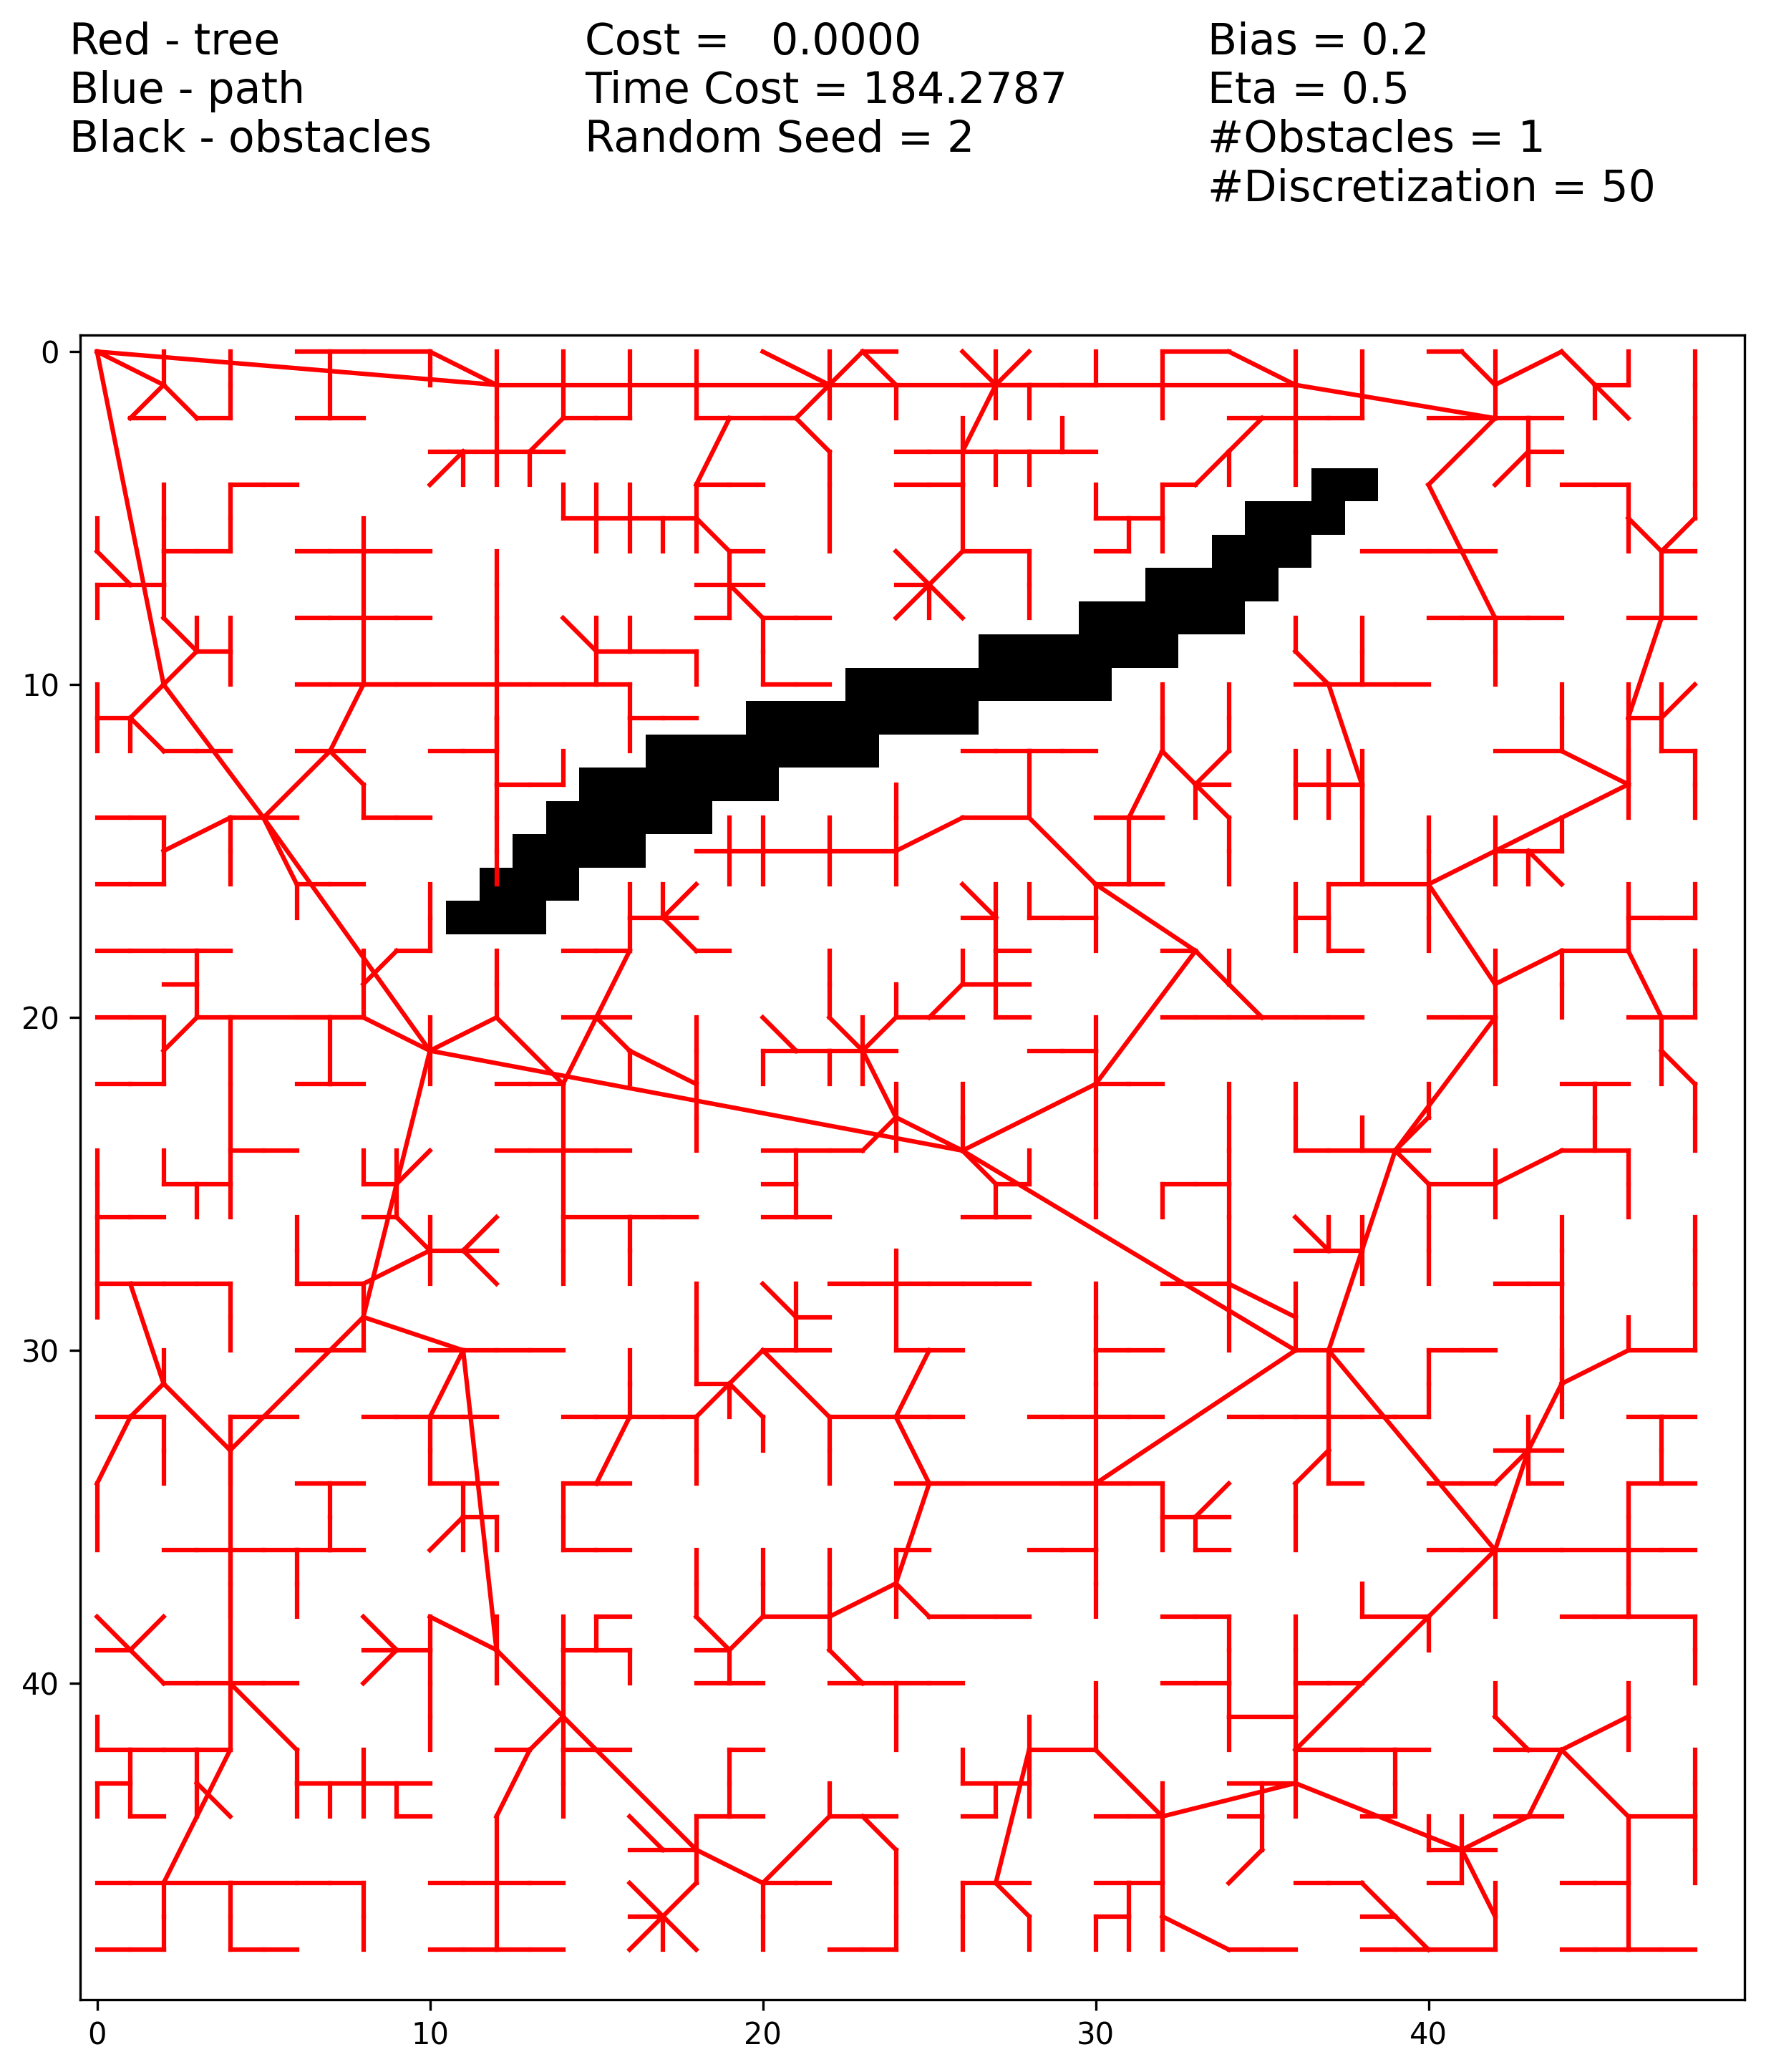 Red - tree
Blue - path
Black - obstacles
Cost =   0.0000
Time Cost = 184.2787
Random Seed = 2
Bias = 0.2
Eta = 0.5
#Obstacles = 1
#Discretization = 50
0
10
20
30
40
0 10 20 30 40